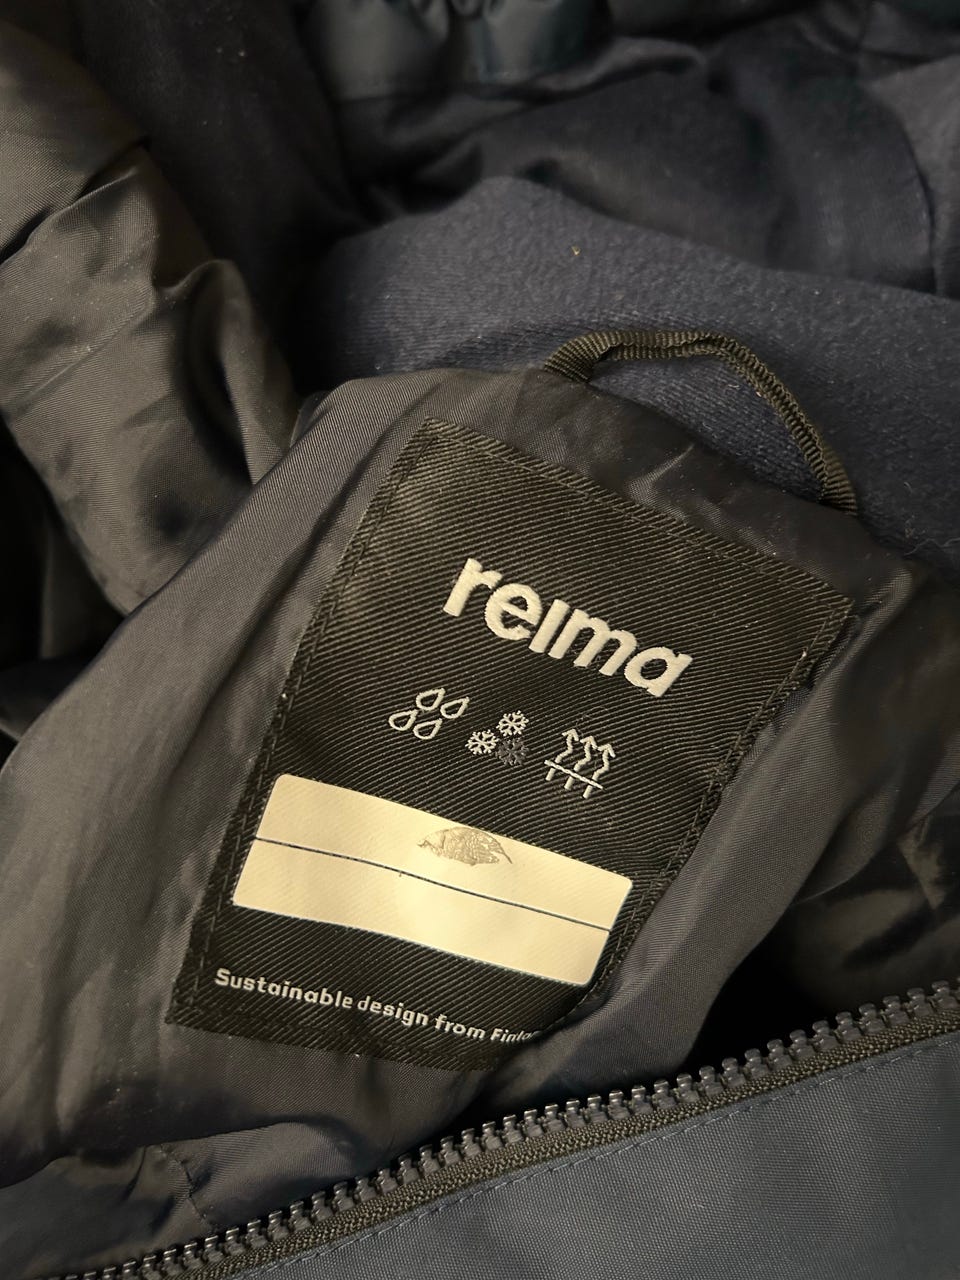 reima
Sustainable design from